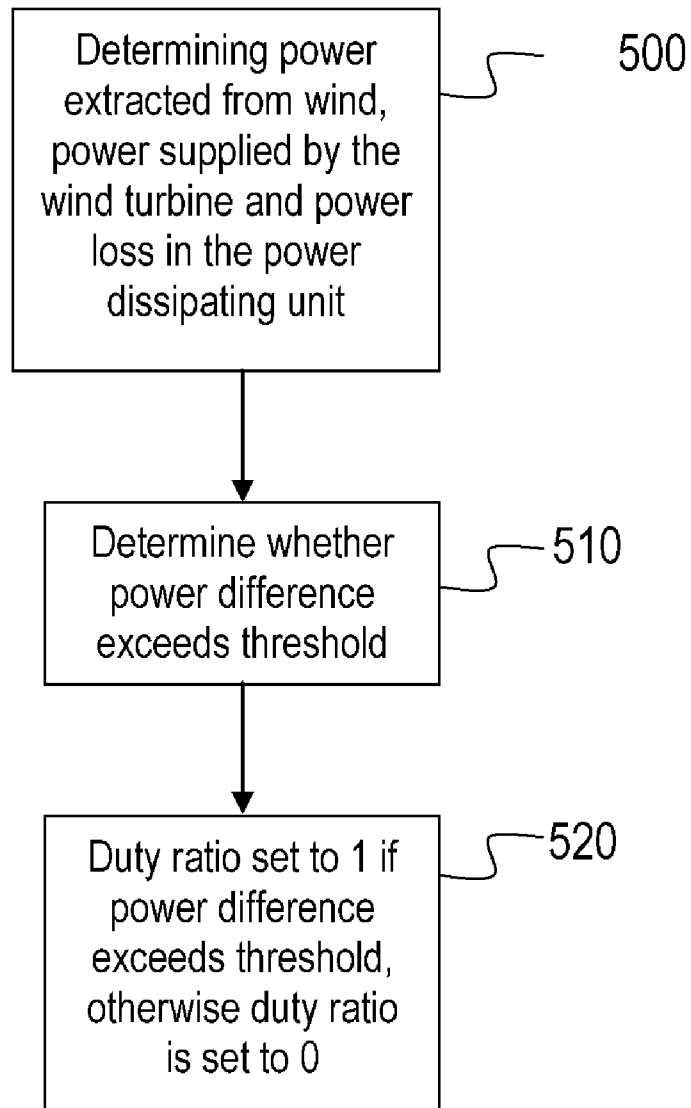 Determining power
extracted from wind,
power supplied by the
wind turbine and power
loss in the power
dissipating unit
500
Determine whether
power difference
exceeds threshold
510
Duty ratio set to 1 if
power difference
exceeds threshold,
otherwise duty ratio
is set to 0
520